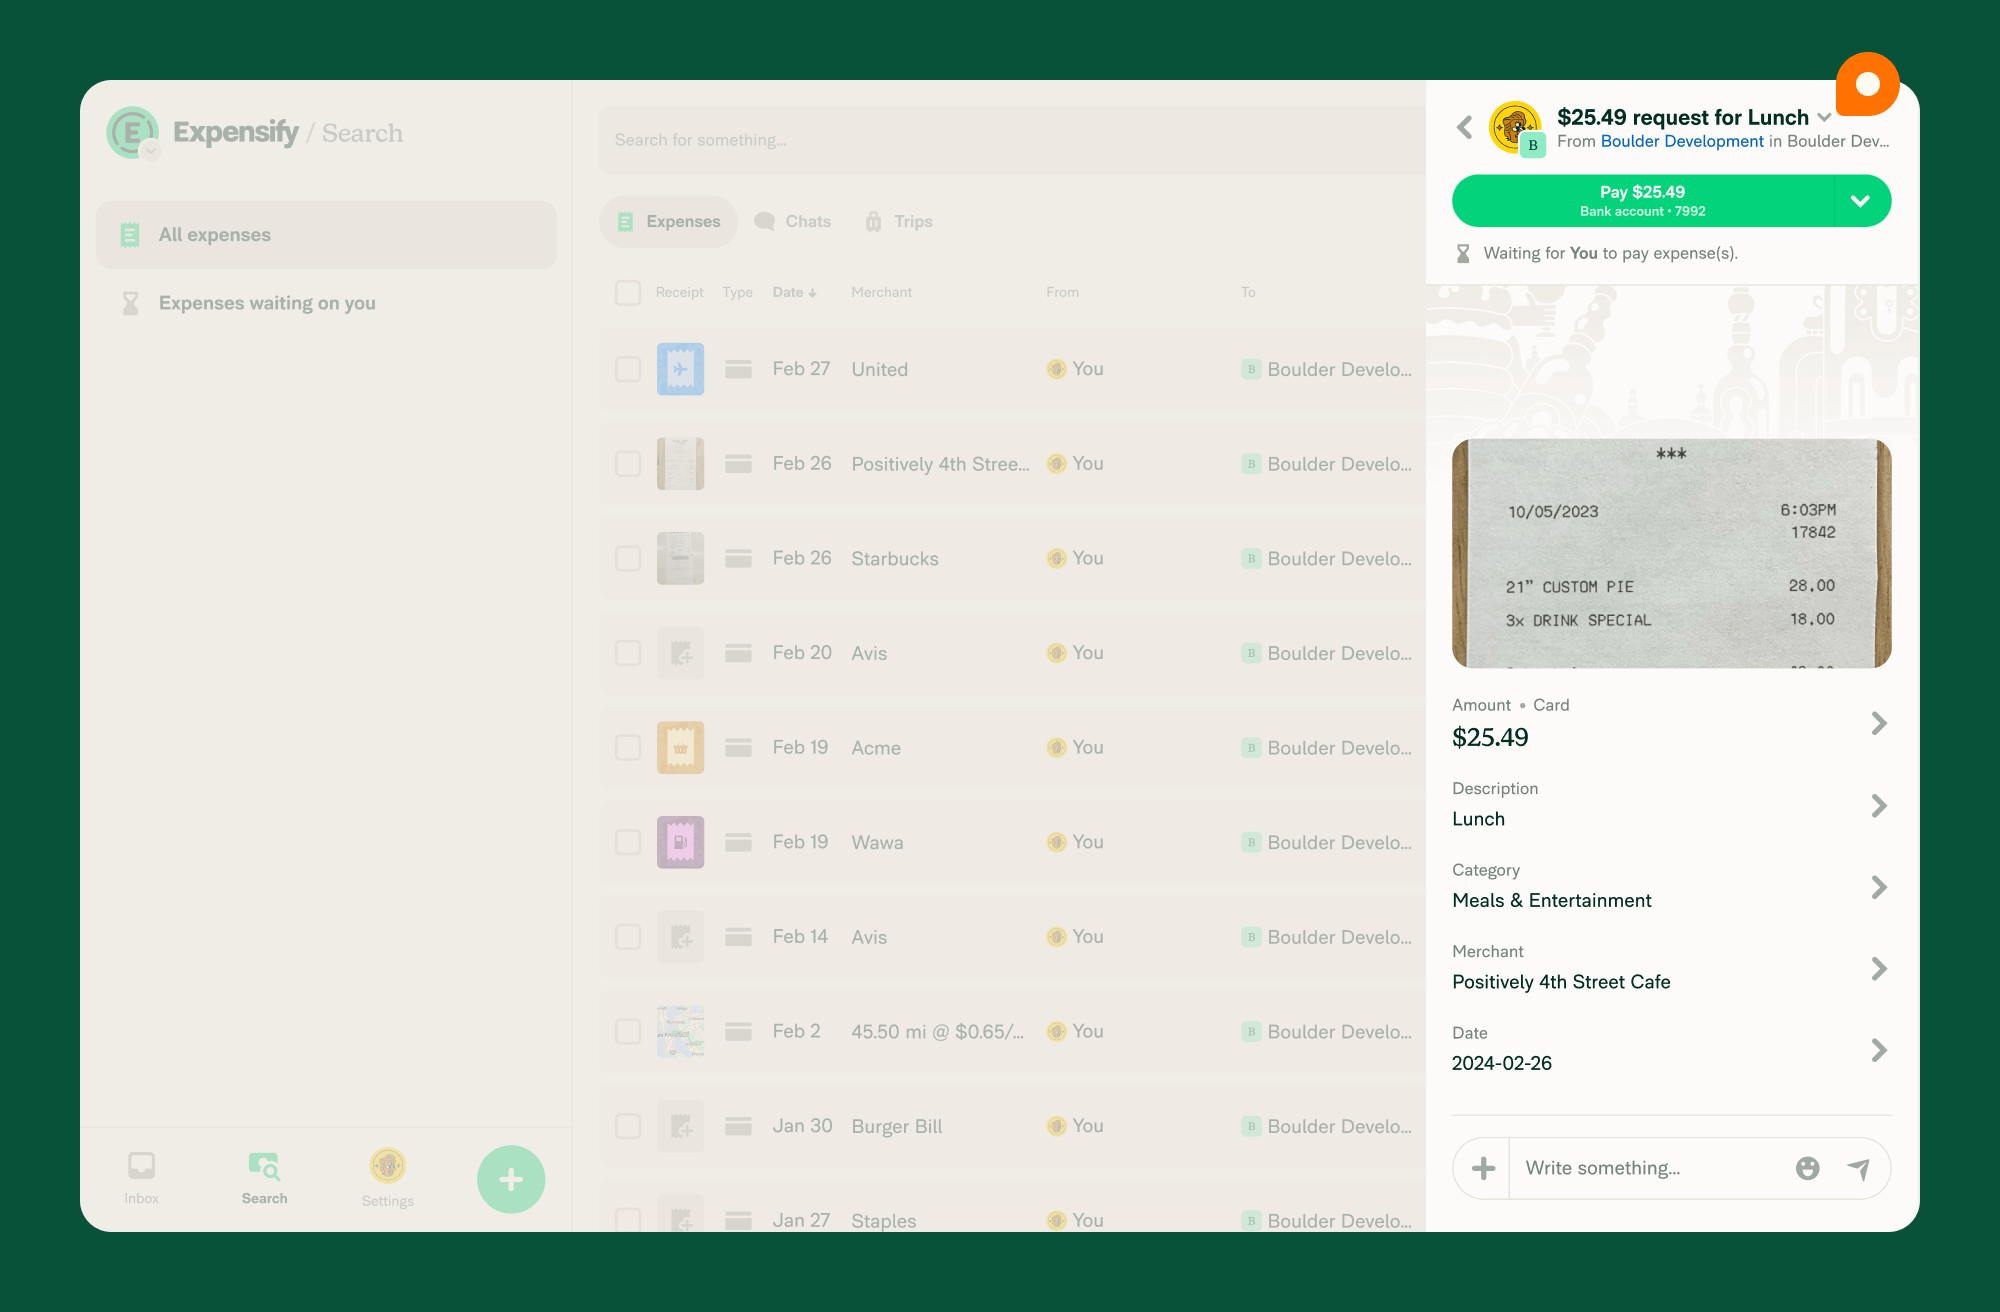 Expensify / Search
All expenses
Expenses waiting on you
Inbox
Search
Settings
Search for something...
Expenses
Chats
Trips
Receipt Type Date ↓ Merchant From To
Feb 27 United You B Boulder Develo...
Feb 26 Positively 4th Stree... You B Boulder Develo...
Feb 26 Starbucks You B Boulder Develo...
Feb 20 Avis You B Boulder Develo...
Feb 19 Acme You B Boulder Develo...
Feb 19 Wawa You B Boulder Develo...
Feb 14 Avis You B Boulder Develo...
Feb 2 45.50 mi @ $0.65/... You B Boulder Develo...
Jan 30 Burger Bill You B Boulder Develo...
Jan 27 Staples You B Boulder Develo...
$25.49 request for Lunch
B
From Boulder Development in Boulder Dev...
Pay $25.49
Bank account • 7992
Waiting for You to pay expense(s).
***
10/05/2023 6:03PM
17842
21” CUSTOM PIE 28.00
3x DRINK SPECIAL 18.00
Amount • Card
$25.49
Description
Lunch
Category
Meals & Entertainment
Merchant
Positively 4th Street Cafe
Date
2024-02-26
Write something...